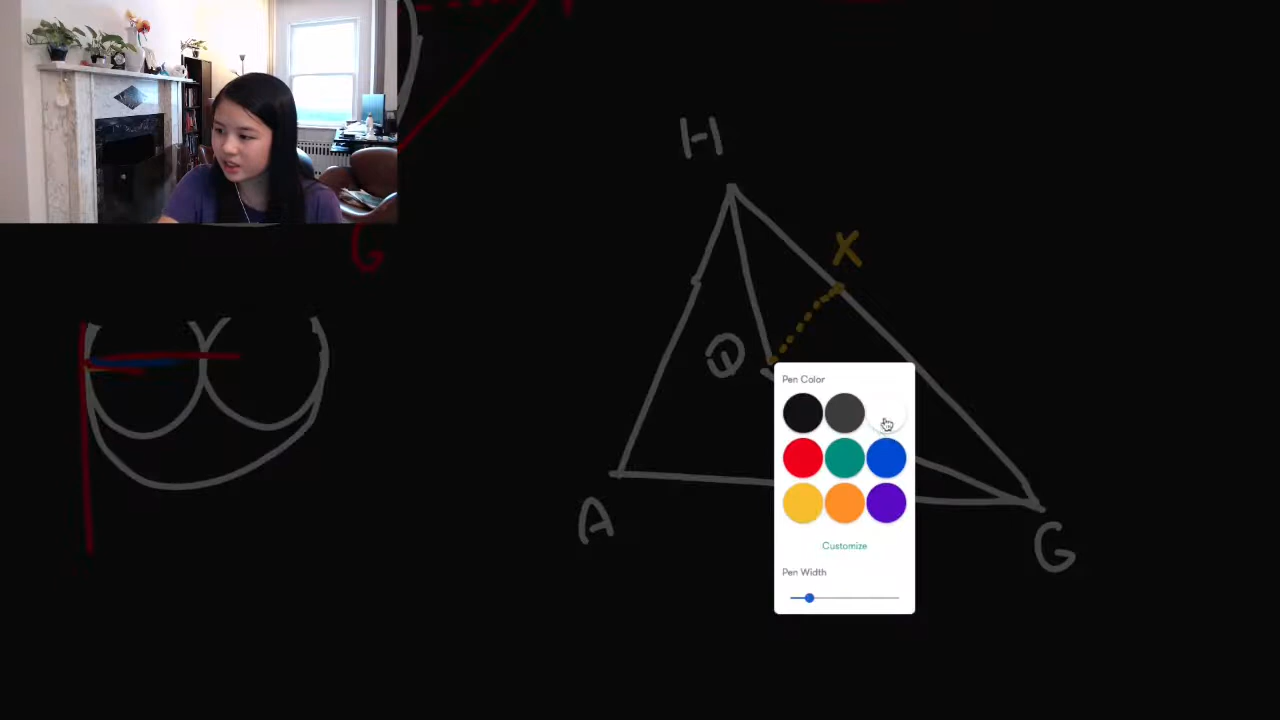 H
X
G
Q
Pen Color
A
G
Customize
Pen Width